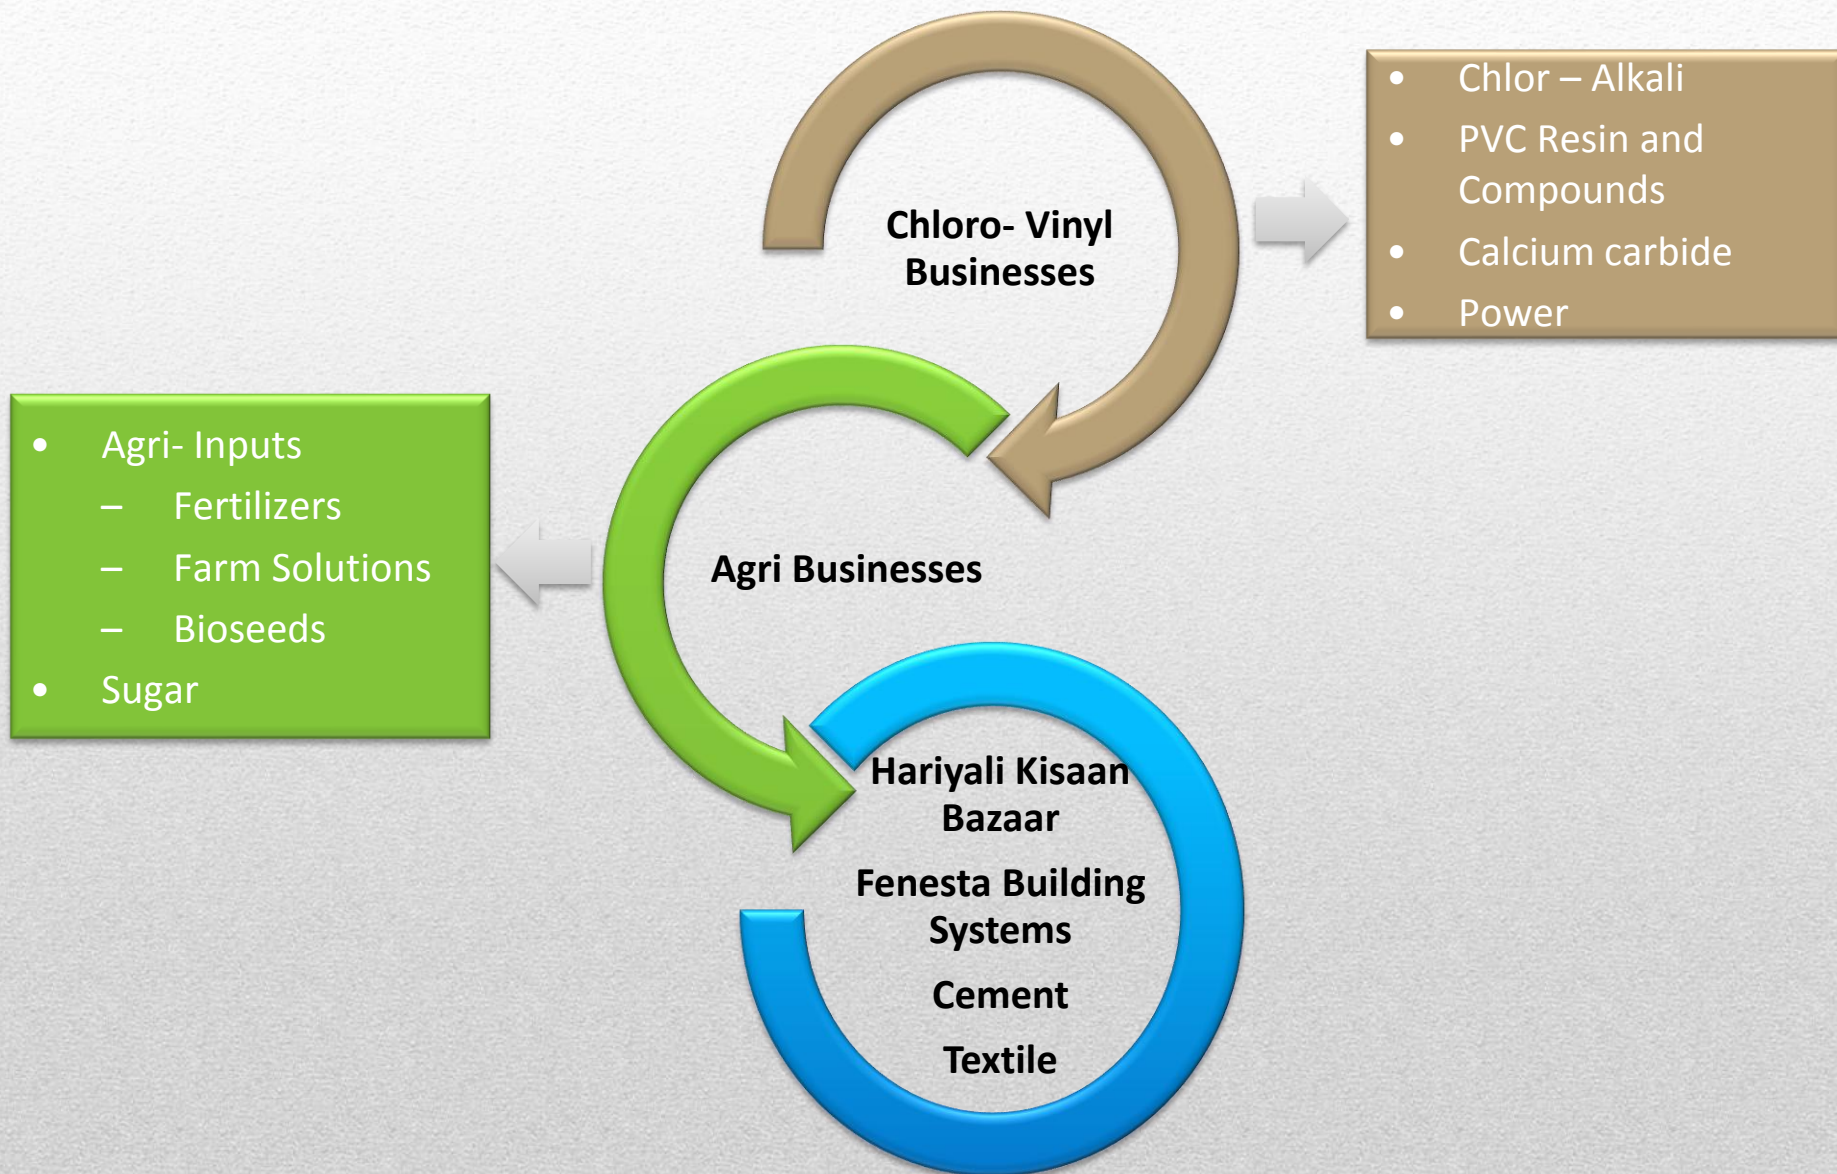 Chloro- Vinyl
Businesses
• Chlor – Alkali
• PVC Resin and
Compounds
• Calcium carbide
• Power
• Agri- Inputs
– Fertilizers
– Farm Solutions
– Bioseeds
• Sugar
Agri Businesses
Hariyali Kisaan
Bazaar
Fenesta Building
Systems
Cement
Textile